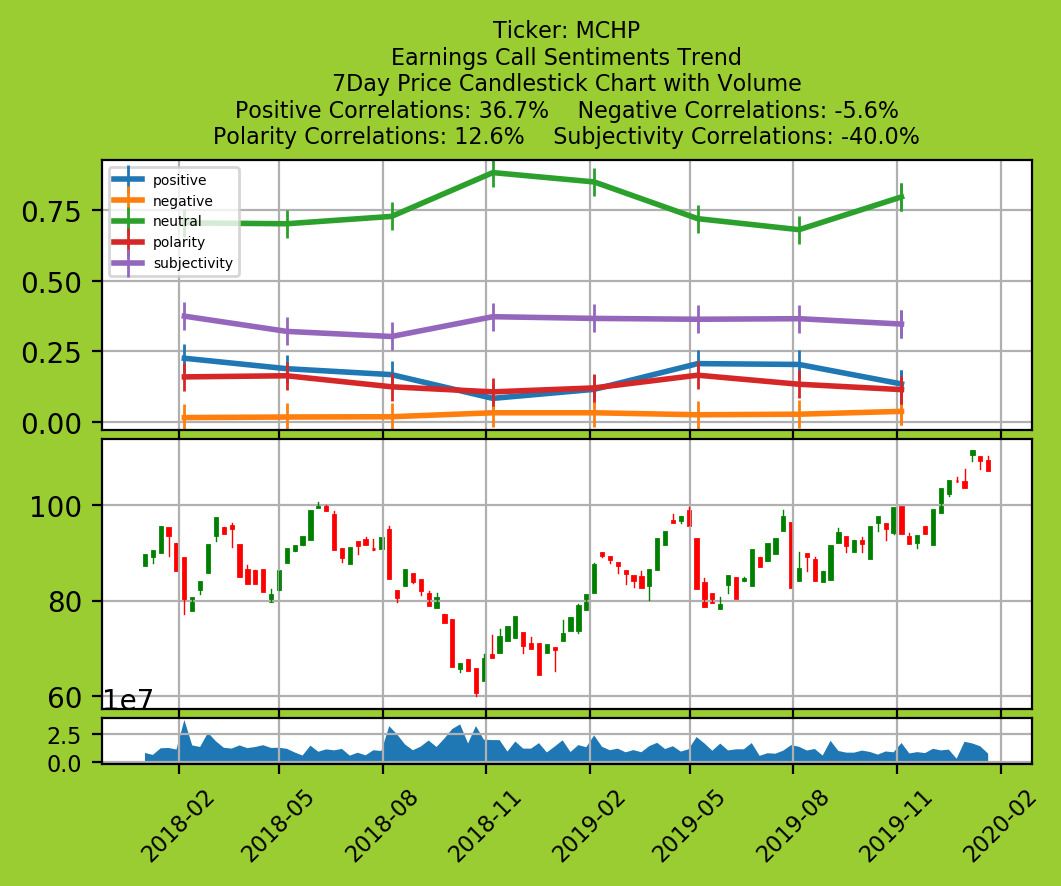 Ticker: MCHP
Earnings Call Sentiments Trend
7Day Price Candlestick Chart with Volume
Positive Correlations: 36.7%    Negative Correlations: -5.6%
Polarity Correlations: 12.6%    Subjectivity Correlations: -40.0%
positive
negative
neutral
polarity
subjectivity
0.75
0.50
0.25
0.00
100
80
60
1e7
2.5
0.0
2018-02
2018-05
2018-08
2018-11
2019-02
2019-05
2019-08
2019-11
2020-02